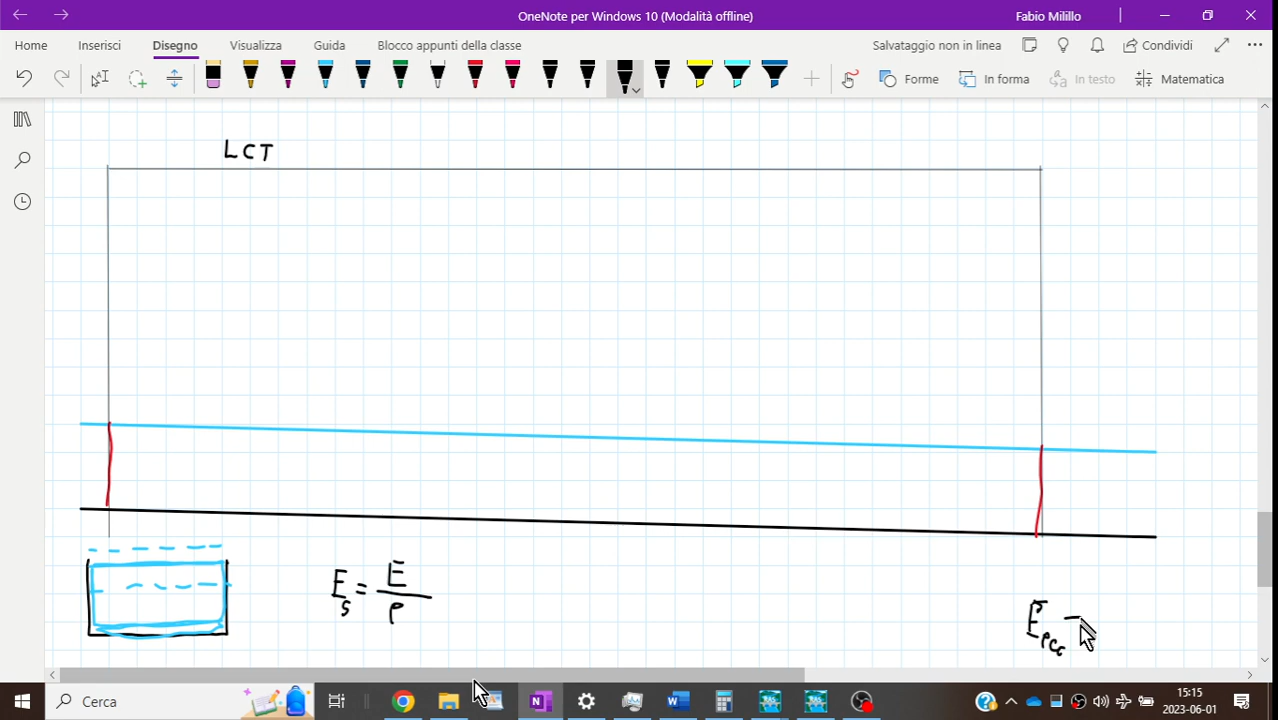 OneNote per Windows 10 (Modalità offline)
Fabio Milillo
Home Inserisci Disegno Visualizza Guida Blocco appunti della classe
Salvataggio non in linea Condividi
Forme In forma In testo Matematica
LCT
E
E =
s
P
E
Pcc
Cerca
15:15
2023-06-01